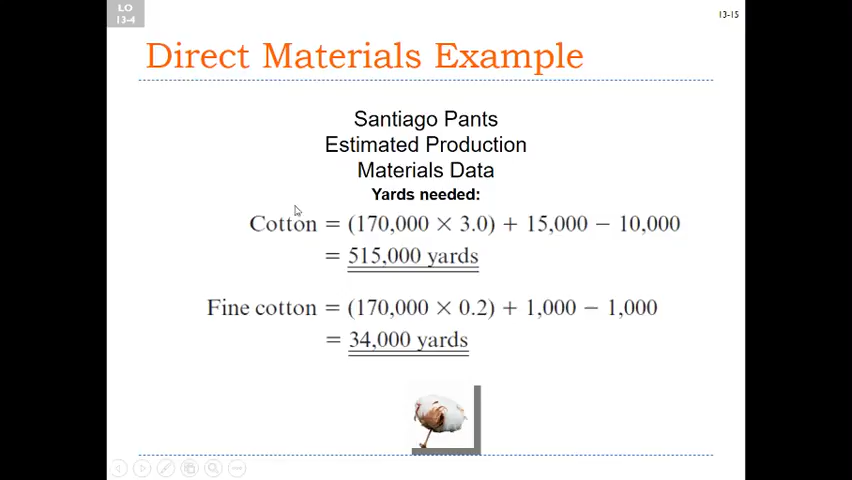 LO
13-4
13-15
Direct Materials Example
Santiago Pants
Estimated Production
Materials Data
Yards needed:
Cotton = (170,000 × 3.0) + 15,000 − 10,000
= 515,000 yards
Fine cotton = (170,000 × 0.2) + 1,000 − 1,000
= 34,000 yards